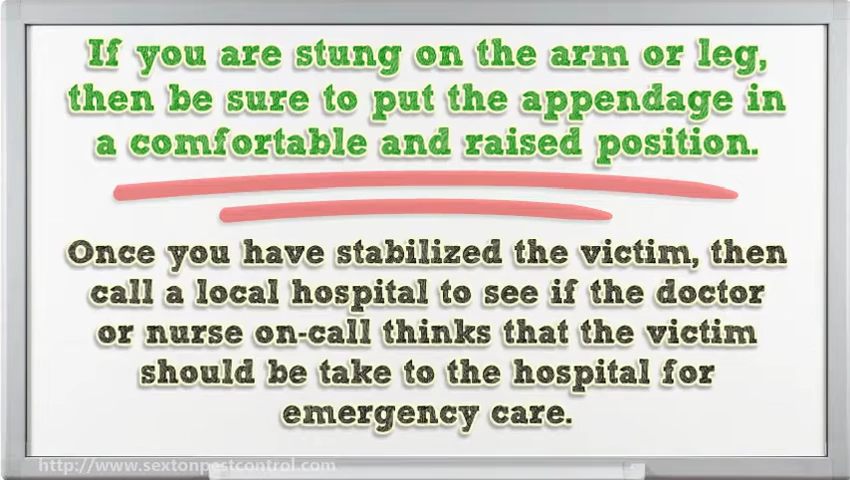 If you are stung on the arm or leg,
then be sure to put the appendage in
a comfortable and raised position.
Once you have stabilized the victim, then
call a local hospital to see if the doctor
or nurse on-call thinks that the victim
should be take to the hospital for
emergency care.
http://www.sextonpestcontrol.com